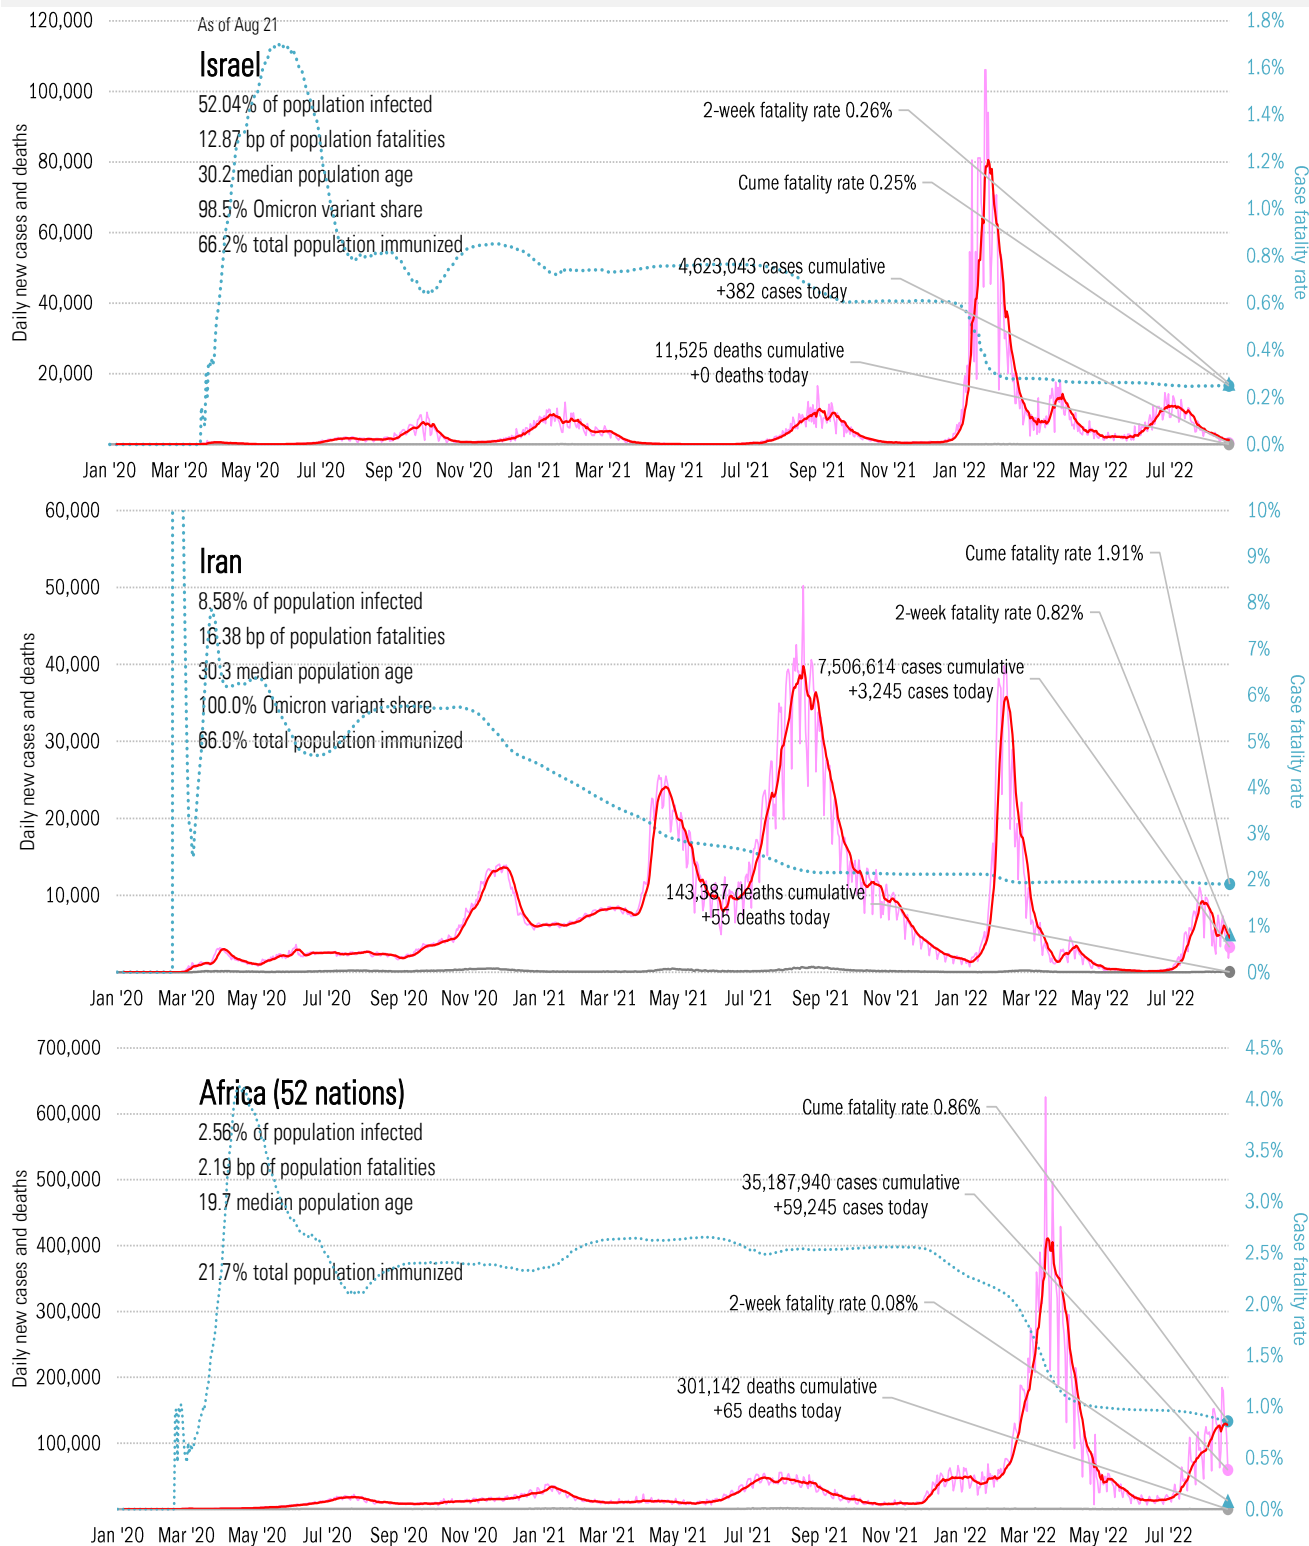 120,000
As of Aug 21
1.8%
Israel
1.6%
52.04% of population infected
100,000
2-week fatality rate 0.26%
1.4%
12.87 bp of population fatalities
80,000
1.2%
30.2 median population age
Cume fatality rate 0.25%
98.5% Omicron variant share
1.0%
60,000
66.2% total population immunized
0.8%
4,623,043 cases cumulative
+382 cases today
40,000
0.6%
11,525 deaths cumulative
+0 deaths today
0.4%
20,000
0.2%
0.0%
Daily new cases and deaths
Case fatality rate
Jan '20 Mar '20 May '20 Jul '20 Sep '20 Nov '20 Jan '21 Mar '21 May '21 Jul '21 Sep '21 Nov '21 Jan '22 Mar '22 May '22 Jul '22
60,000
10%
Iran
Cume fatality rate 1.91%
9%
50,000
8.58% of population infected
2-week fatality rate 0.82%
8%
16.38 bp of population fatalities
7%
40,000
30.3 median population age
7,506,614 cases cumulative
+3,245 cases today
6%
100.0% Omicron variant share
30,000
66.0% total population immunized
5%
4%
20,000
3%
10,000
143,387 deaths cumulative
+55 deaths today
2%
1%
0%
Daily new cases and deaths
Case fatality rate
Jan '20 Mar '20 May '20 Jul '20 Sep '20 Nov '20 Jan '21 Mar '21 May '21 Jul '21 Sep '21 Nov '21 Jan '22 Mar '22 May '22 Jul '22
700,000
4.5%
Africa (52 nations)
Cume fatality rate 0.86%
4.0%
600,000
2.56% of population infected
3.5%
2.19 bp of population fatalities
500,000
35,187,940 cases cumulative
+59,245 cases today
19.7 median population age
3.0%
400,000
2.5%
21.7% total population immunized
300,000
2-week fatality rate 0.08%
2.0%
1.5%
200,000
301,142 deaths cumulative
+65 deaths today
1.0%
100,000
0.5%
0.0%
Daily new cases and deaths
Case fatality rate
Jan '20 Mar '20 May '20 Jul '20 Sep '20 Nov '20 Jan '21 Mar '21 May '21 Jul '21 Sep '21 Nov '21 Jan '22 Mar '22 May '22 Jul '22